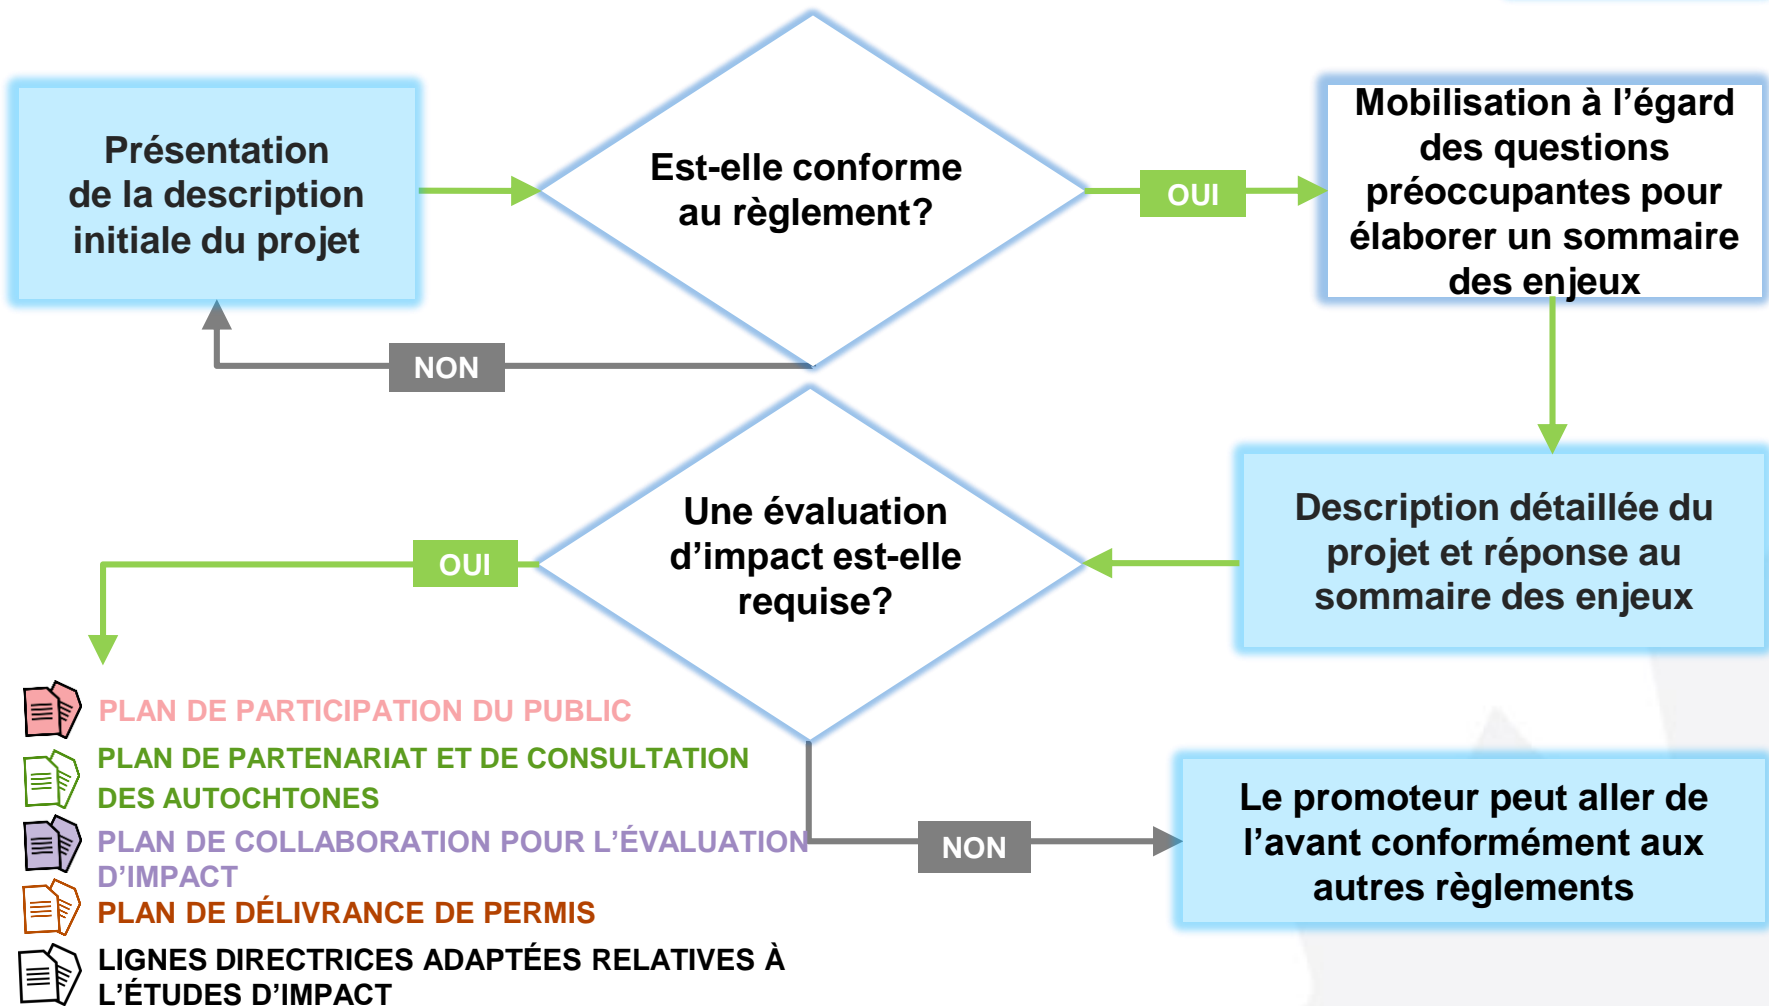 Présentation
de la description
initiale du projet
Est-elle conforme
au règlement?
OUI
Mobilisation à l'égard
des questions
préoccupantes pour
élaborer un sommaire
des enjeux
NON
Description détaillée du
projet et réponse au
sommaire des enjeux
Une évaluation
d'impact est-elle
requise?
OUI
NON
Le promoteur peut aller de
l'avant conformément aux
autres règlements
PLAN DE PARTICIPATION DU PUBLIC
PLAN DE PARTENARIAT ET DE CONSULTATION
DES AUTOCHTONES
PLAN DE COLLABORATION POUR L'ÉVALUATION
D'IMPACT
PLAN DE DÉLIVRANCE DE PERMIS
LIGNES DIRECTRICES ADAPTÉES RELATIVES À
L'ÉTUDES D'IMPACT